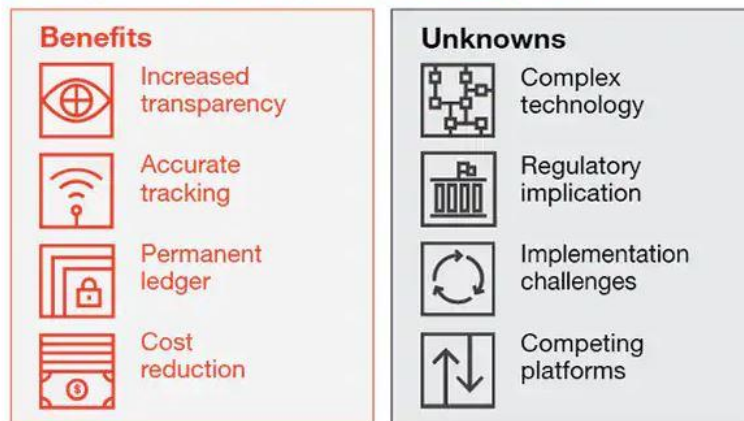 Benefits
Increased
transparency
Accurate
tracking
Permanent
ledger
Cost
reduction
$
Unknowns
Complex
technology
Regulatory
implication
Implementation
challenges
Competing
platforms